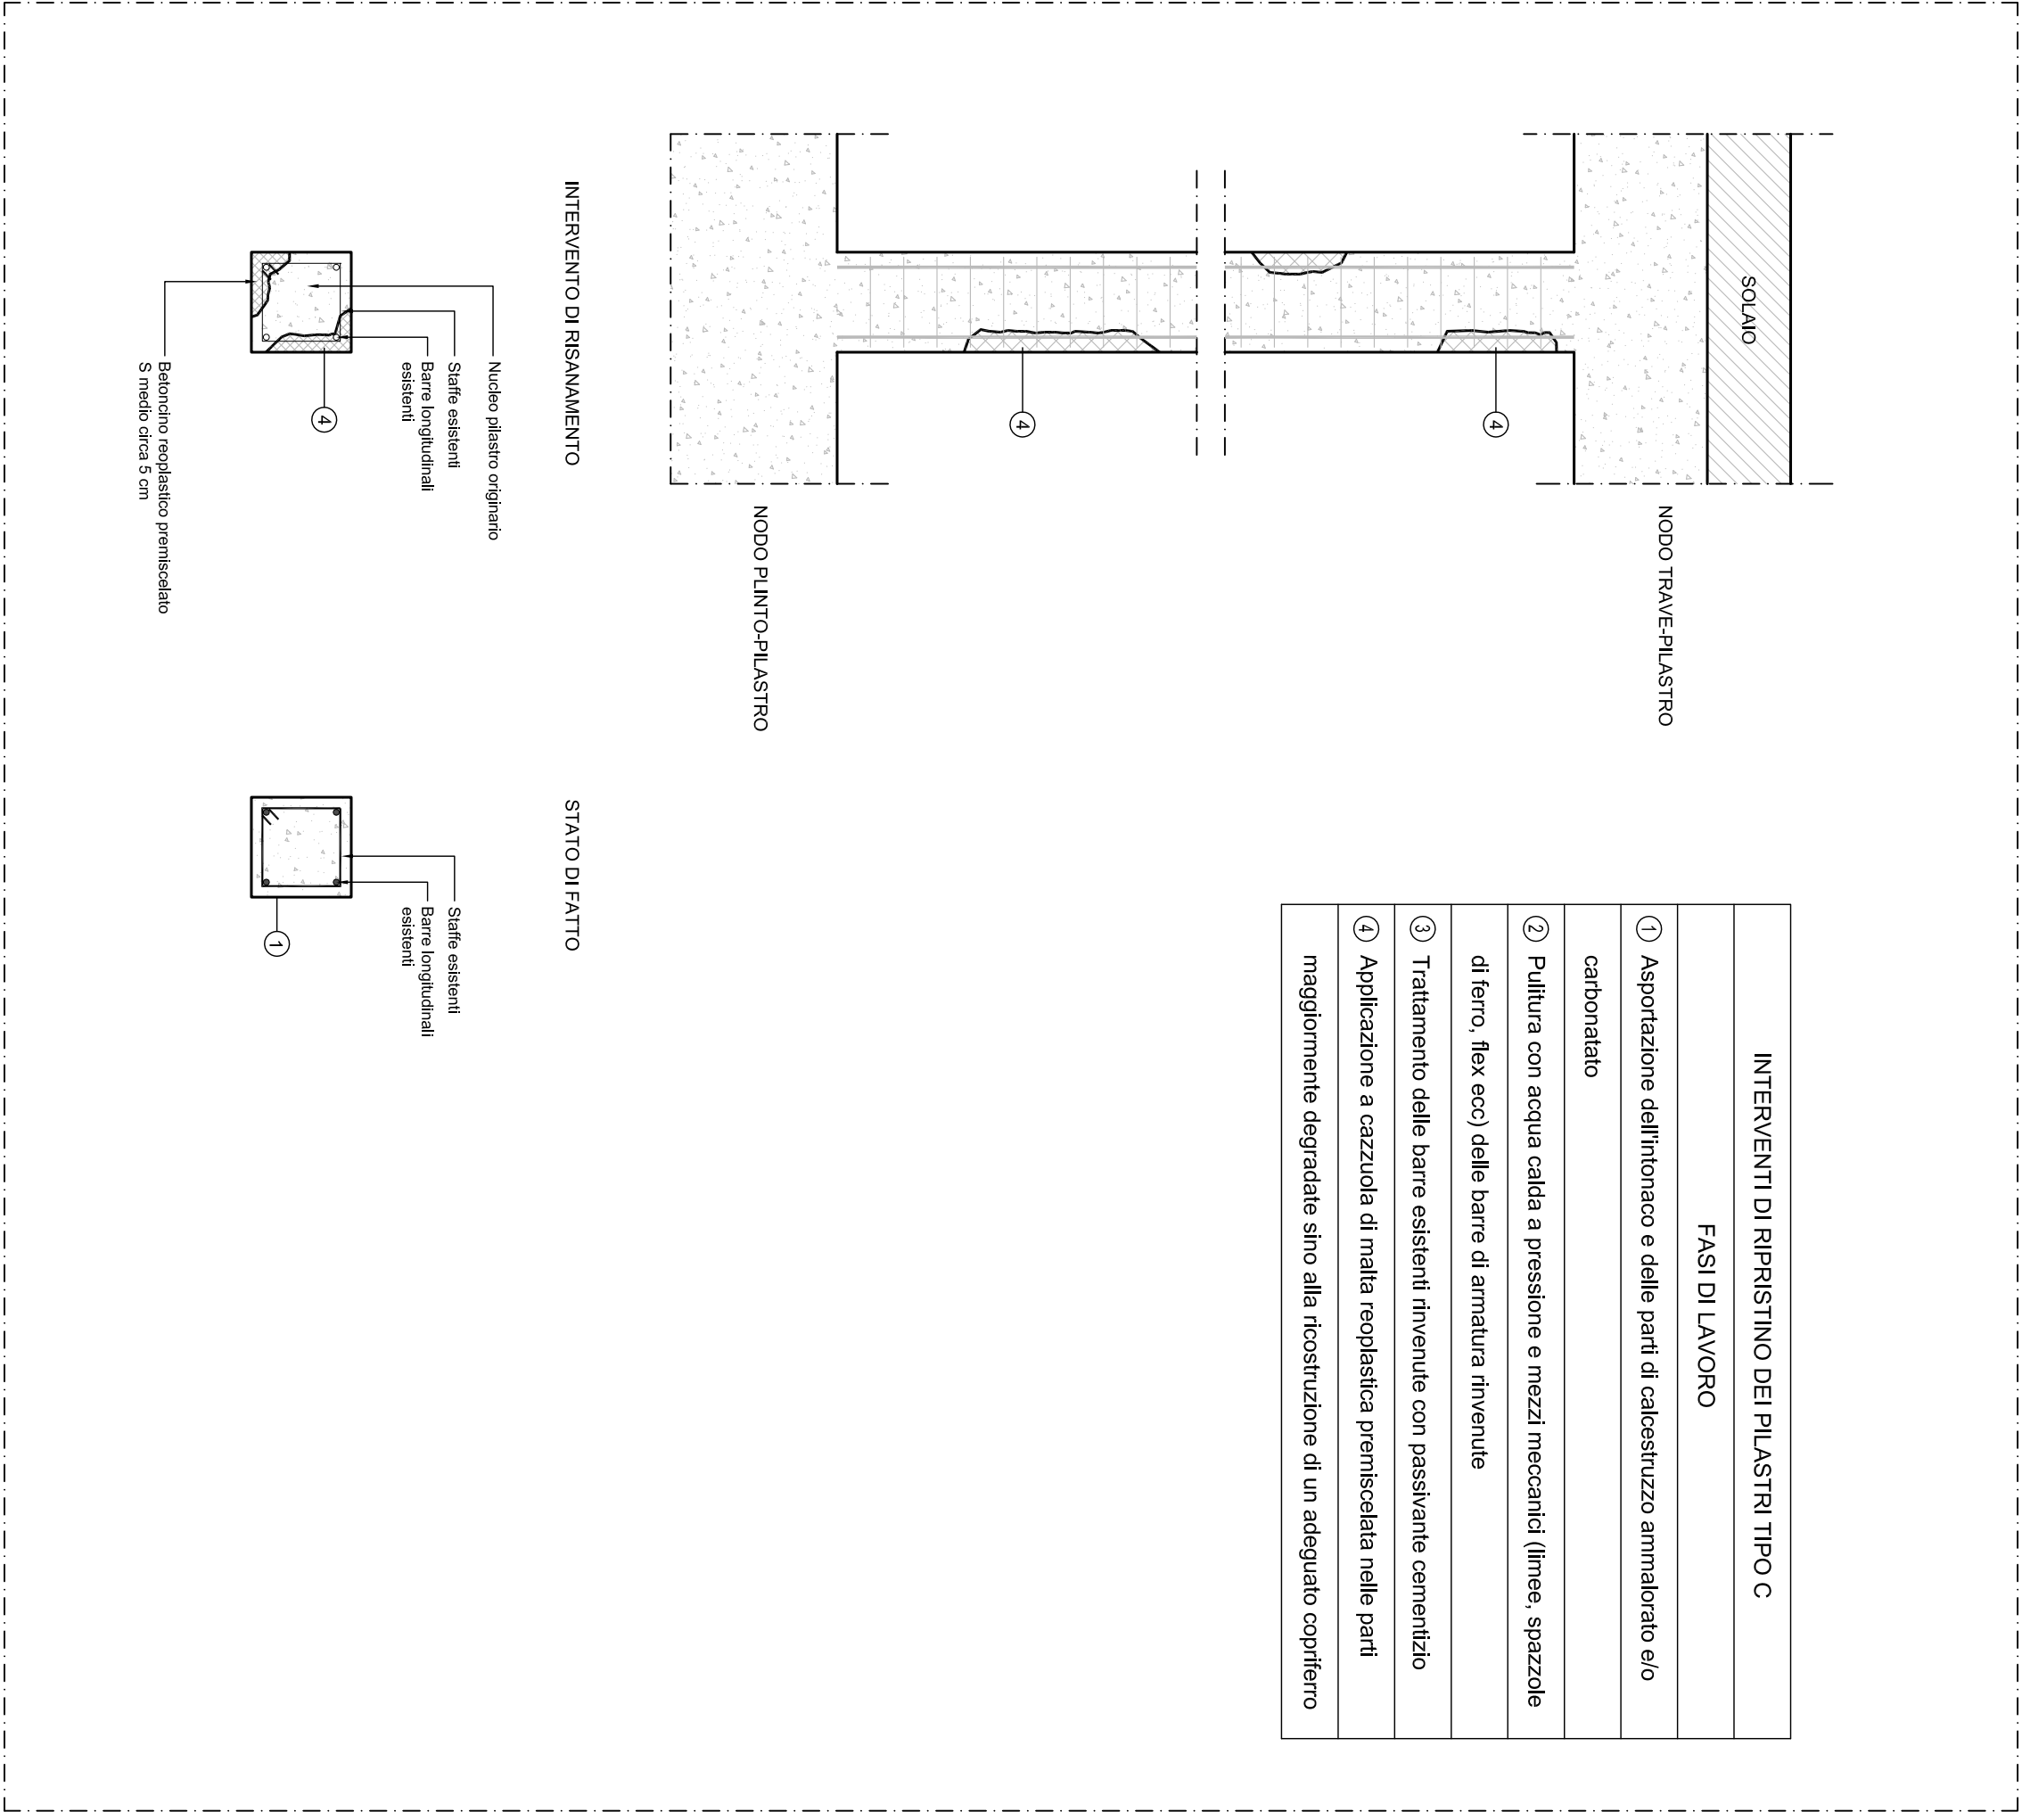 SOLAIO
NODO TRAVE-PILASTRO
4
4
NODO PLINTO-PILASTRO
INTERVENTI DI RIPRISTINO DEI PILASTRI TIPO C
FASI DI LAVORO
1 Asportazione dell'intonaco e delle parti di calcestruzzo ammalorato e/o
carbonatato
2 Pulitura con acqua calda a pressione e mezzi meccanici (limee, spazzole
di ferro, flex ecc) delle barre di armatura rinvenute
3 Trattamento delle barre esistenti rinvenute con passivante cementizio
4 Applicazione a cazzuola di malta reoplastica premiscelata nelle parti
maggiormente degradate sino alla ricostruzione di un adeguato copriferro
INTERVENTO DI RISANAMENTO
Nucleo pilastro originario
Staffe esistenti
Barre longitudinali
esistenti
4
Betoncino reoplastico premiscelato
S medio circa 5 cm
STATO DI FATTO
Staffe esistenti
Barre longitudinali
esistenti
1